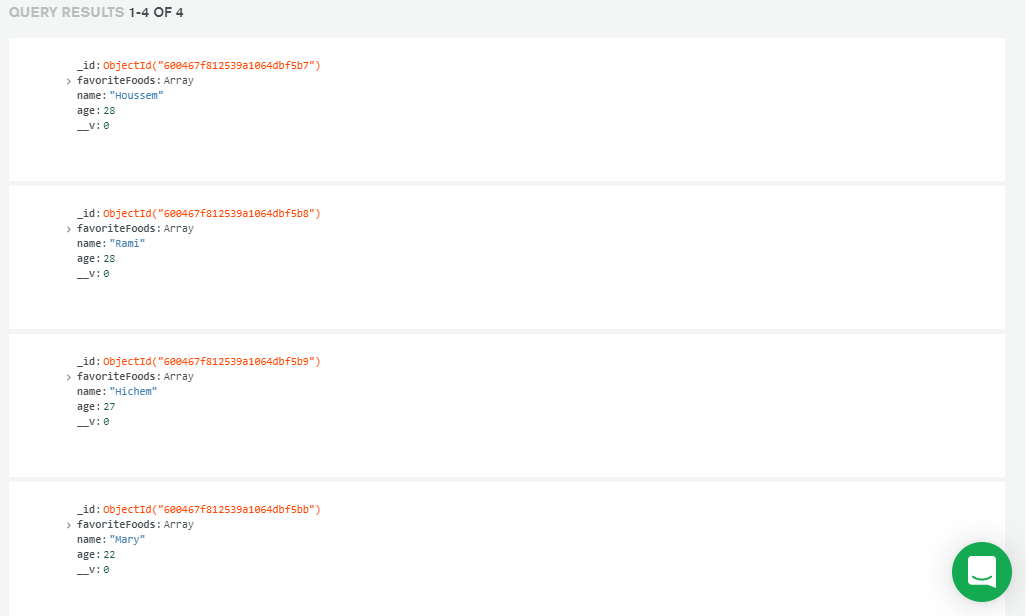 QUERY RESULTS 1-4 OF 4
_id: ObjectId("600467f812539a1064dbf5b7")
favoriteFoods: Array
name: "Houssem"
age: 28
__v: 0
_id: ObjectId("600467f812539a1064dbf5b8")
favoriteFoods: Array
name: "Rami"
age: 28
__v: 0
_id: ObjectId("600467f812539a1064dbf5b9")
favoriteFoods: Array
name: "Hichem"
age: 27
__v: 0
_id: ObjectId("600467f812539a1064dbf5bb")
favoriteFoods: Array
name: "Mary"
age: 22
__v: 0